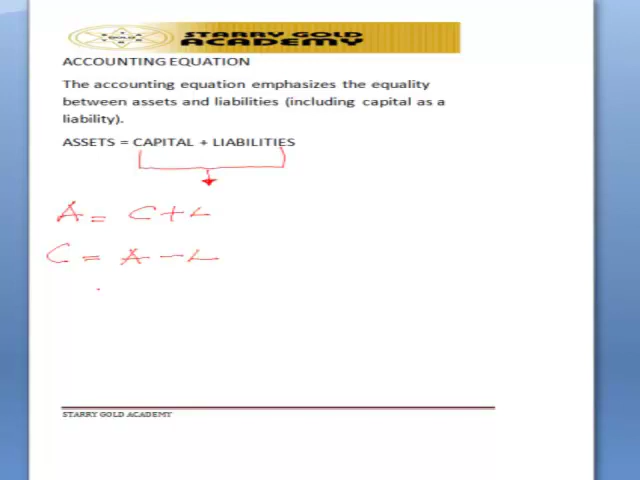 GOLD
STARRY GOLD
ACADEMY
ACCOUNTING EQUATION
The accounting equation emphasizes the equality
between assets and liabilities (including capital as a
liability).
ASSETS = CAPITAL + LIABILITIES
A = C + L
C = A - L
STARRY GOLD ACADEMY